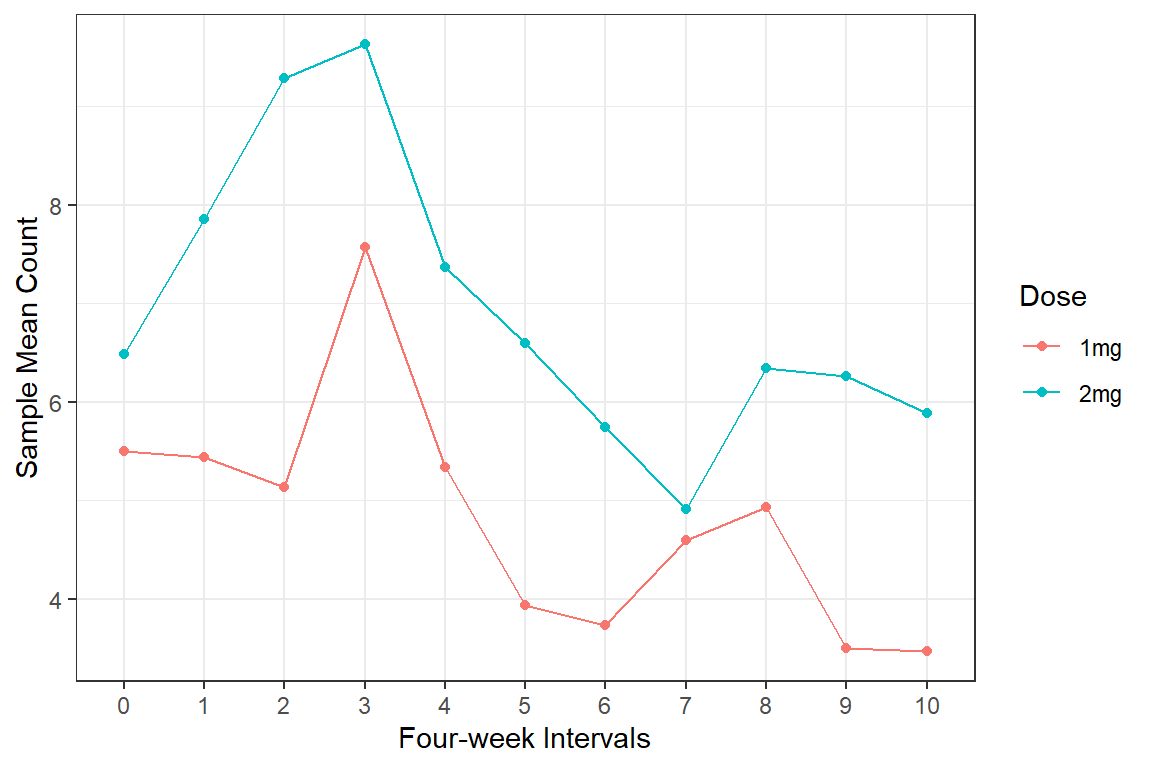 Sample Mean Count
8
6
4
0 1 2 3 4 5 6 7 8 9 10
Four-week Intervals
Dose
1mg
2mg